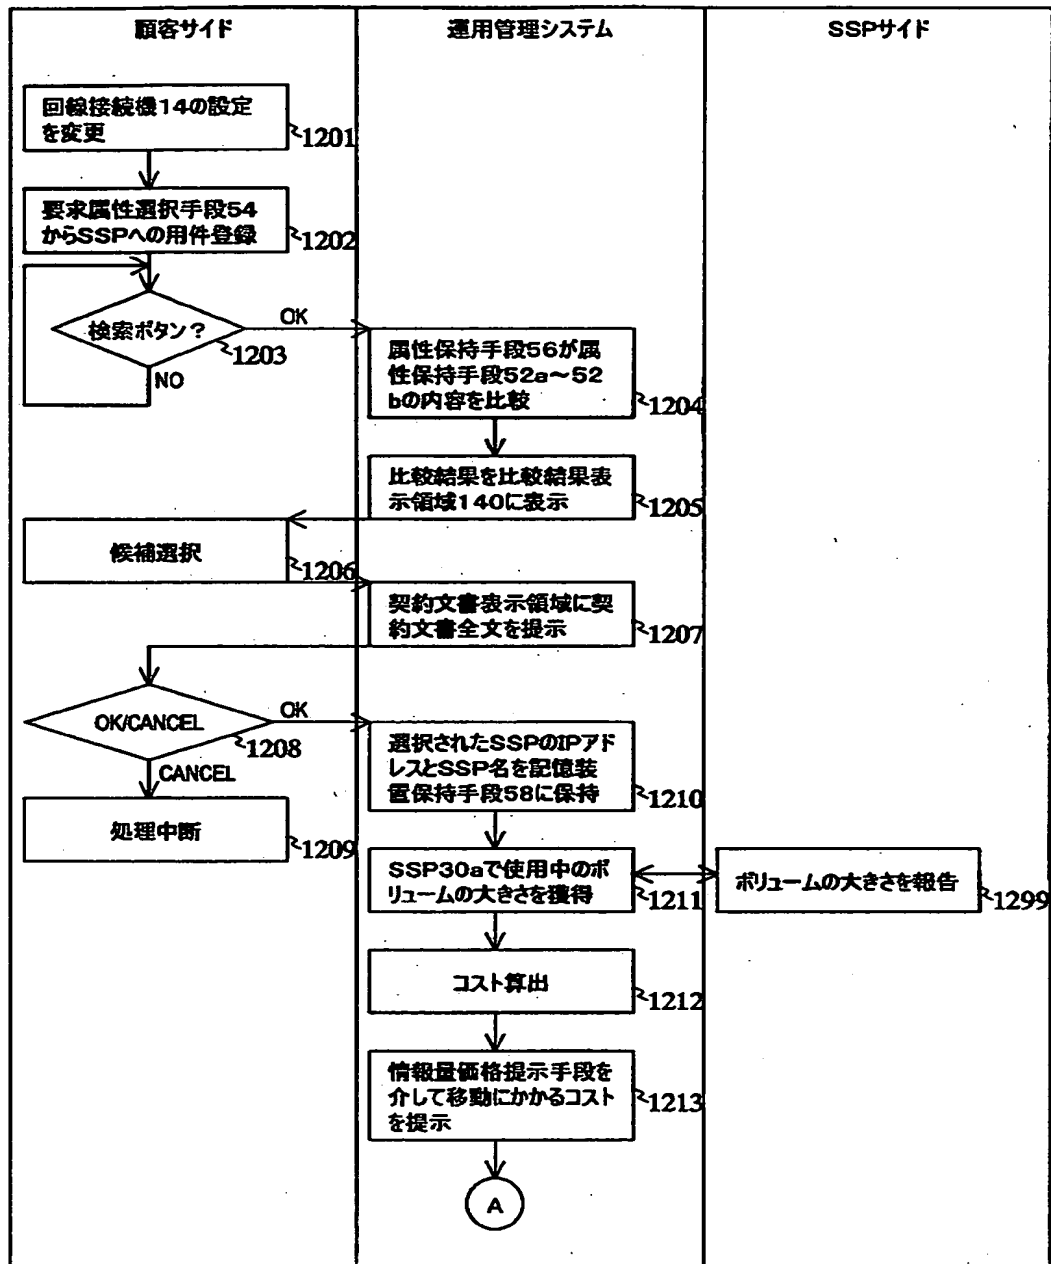 顧客サイド
運用管理システム
SSPサイド
回線接続機14の設定
を変更
1201
要求属性選択手段54
からSSPへの用件登録
1202
検索ボタン?
OK
1203
NO
属性保持手段56が属
性保持手段52a~52
bの内容を比較
1204
比較結果を比較結果表
示領域140に表示
1205
候補選択
1206
契約文書表示領域に契
約文書全文を提示
1207
OK/CANCEL
OK
1208
CANCEL
処理中断
1209
選択されたSSPのIPアド
レスとSSP名を記憶装
置保持手段58に保持
1210
SSP30aで使用中のボ
リュームの大きさを獲得
1211
ボリュームの大きさを報告
1299
コスト算出
1212
情報量価格提示手段を
介して移動にかかるコスト
を提示
1213
A